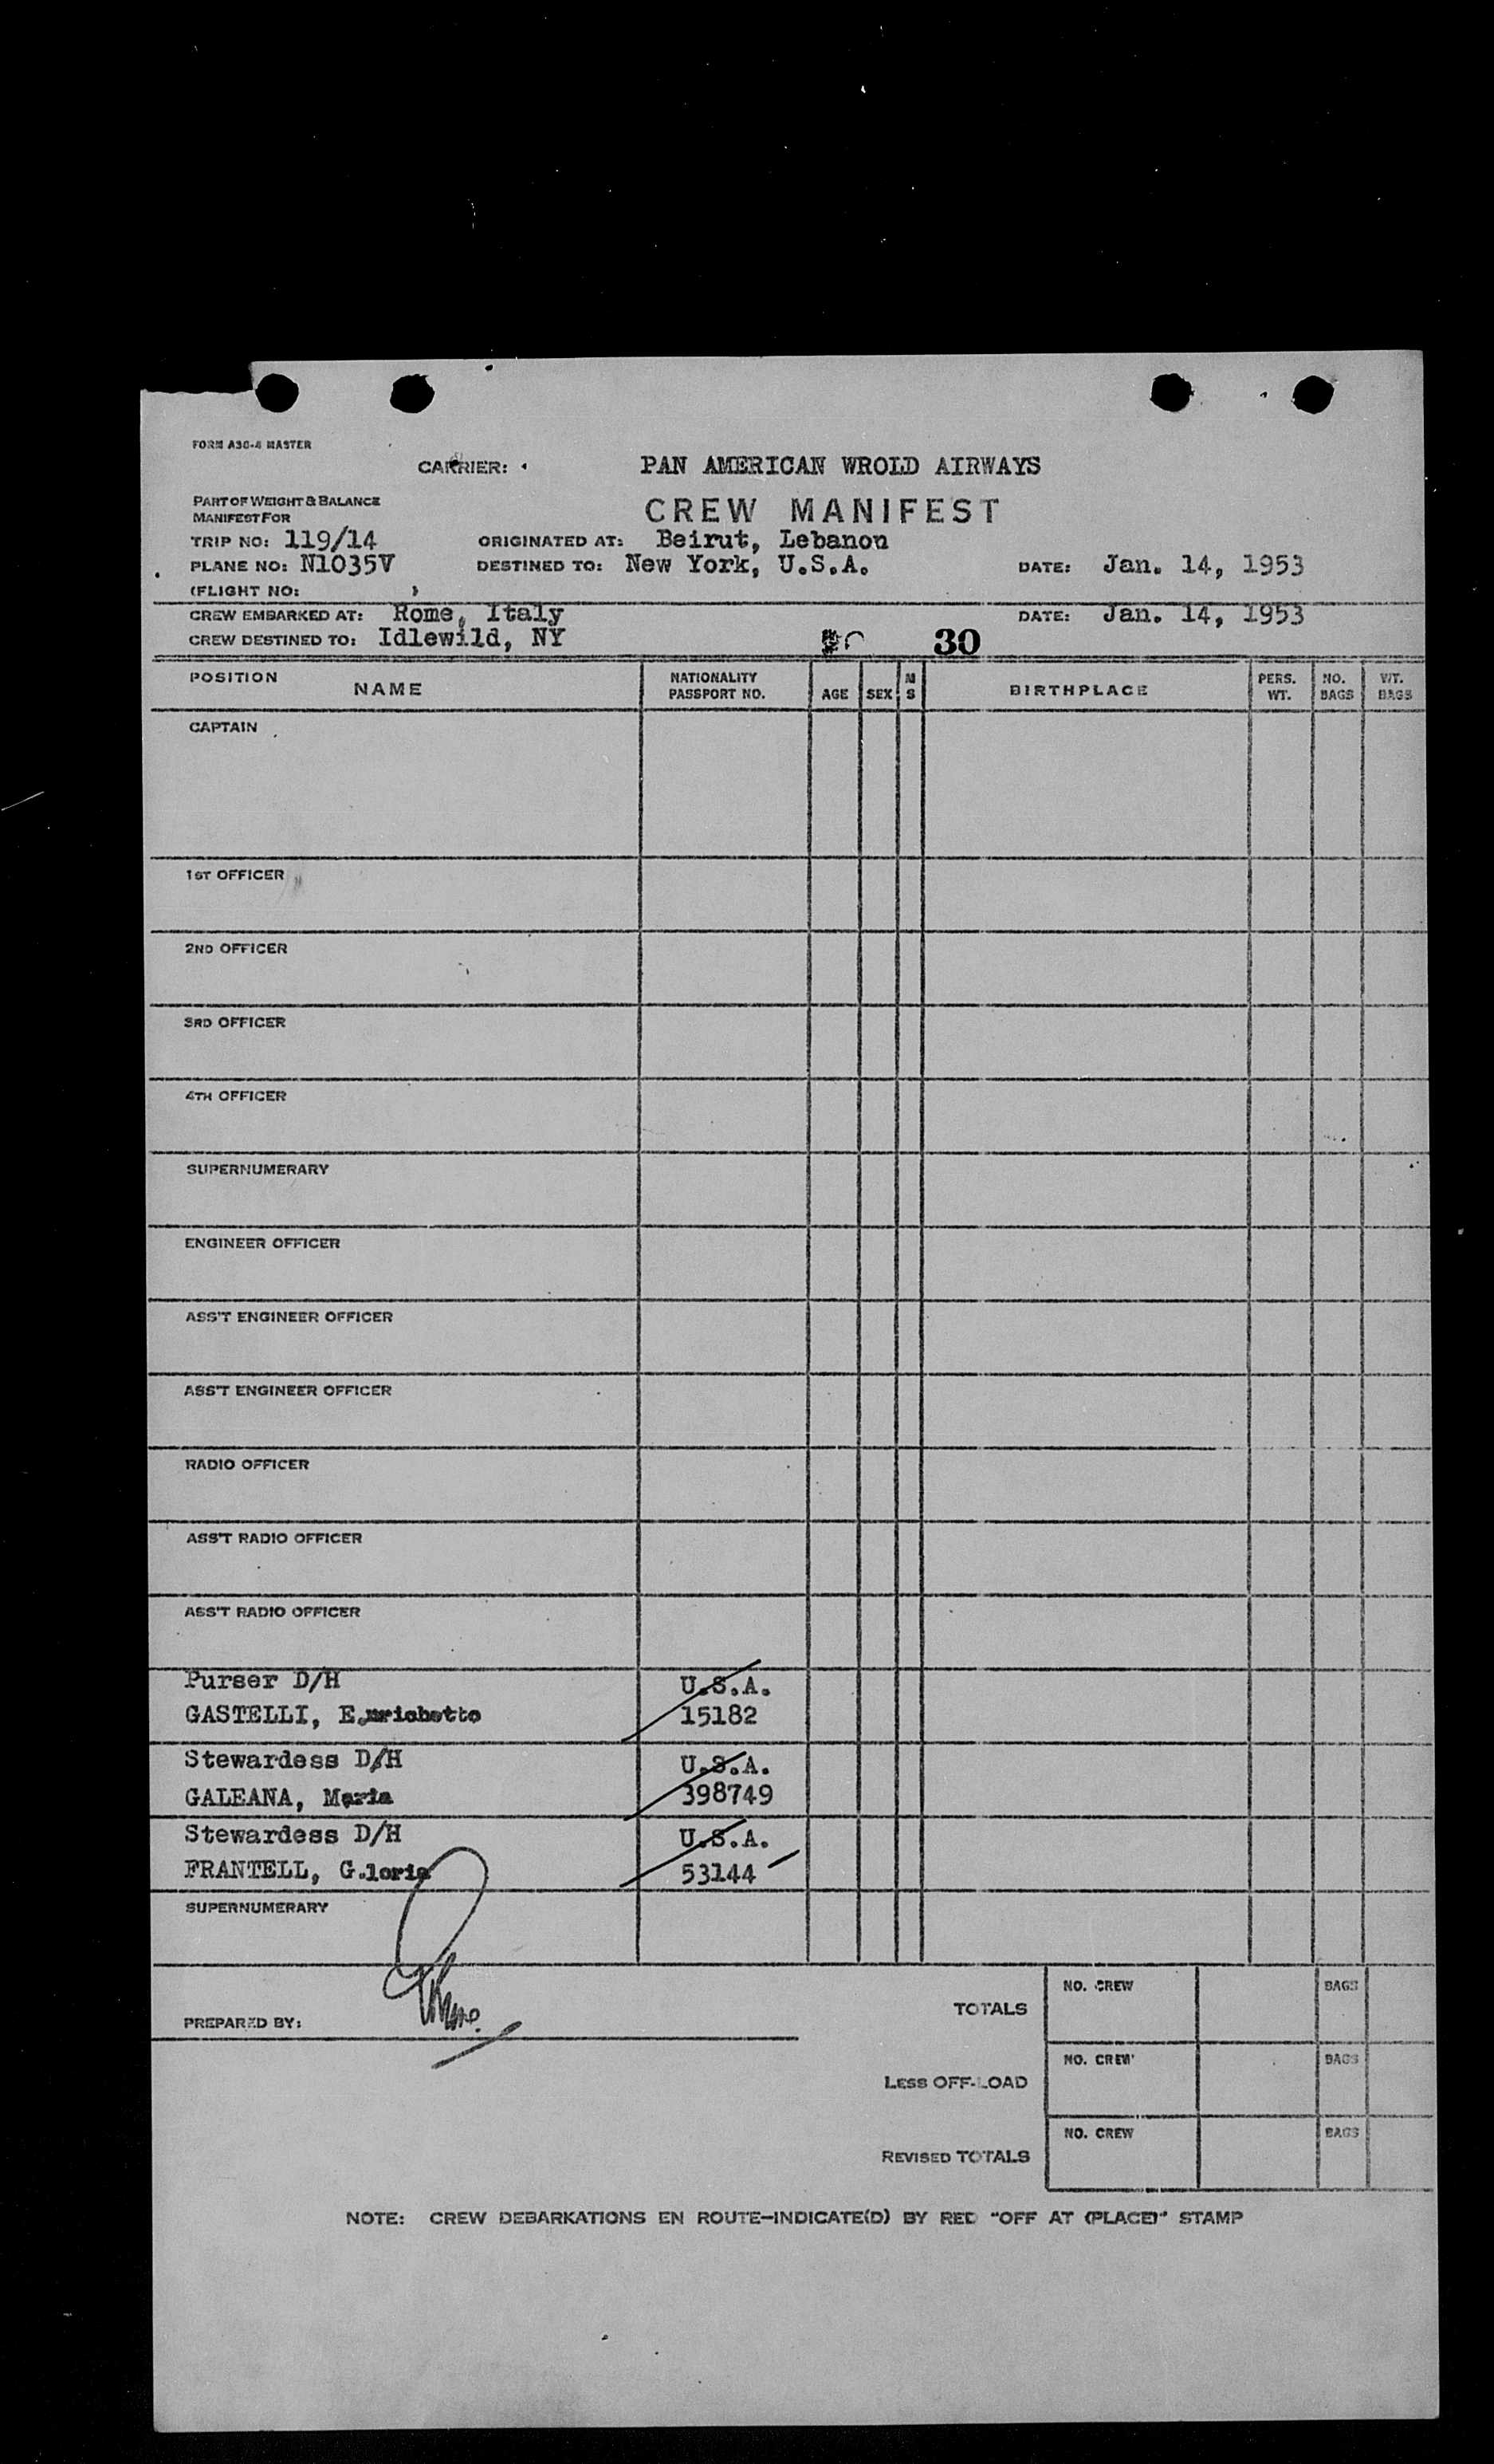 FORM A30-4 MASTER
CARRIER: PAN AMERICAN WROLD AIRWAYS
PART OF WEIGHT & BALANCE
MANIFEST FOR
CREW MANIFEST
TRIP NO: 119/14 ORIGINATED AT: Beirut, Lebanon
PLANE NO: N1035V DESTINED TO: New York, U.S.A. DATE: Jan. 14, 1953
(FLIGHT NO: )
CREW EMBARKED AT: Rome, Italy DATE: Jan. 14, 1953
CREW DESTINED TO: Idlewild, NY 30
POSITION NAME NATIONALITY PASSPORT NO. AGE SEX M S BIRTHPLACE PERS. WT. NO. BAGS WT. BAGS
CAPTAIN
1ST OFFICER
2ND OFFICER
3RD OFFICER
4TH OFFICER
SUPERNUMERARY
ENGINEER OFFICER
ASS'T ENGINEER OFFICER
ASS'T ENGINEER OFFICER
RADIO OFFICER
ASS'T RADIO OFFICER
ASS'T RADIO OFFICER
Purser D/H U.S.A.
GASTELLI, 15182
Stewardess D/H U.S.A.
GALEANA, Maria 398749
Stewardess D/H U.S.A.
FRANTELL, G.loria 53144
SUPERNUMERARY
PREPARED BY:
TOTALS NO. CREW BAGS
LESS OFF-LOAD NO. CREW BAGS
REVISED TOTALS NO. CREW BAGS
NOTE: CREW DEBARKATIONS EN ROUTE—INDICATE(D) BY RED "OFF AT (PLACE)" STAMP